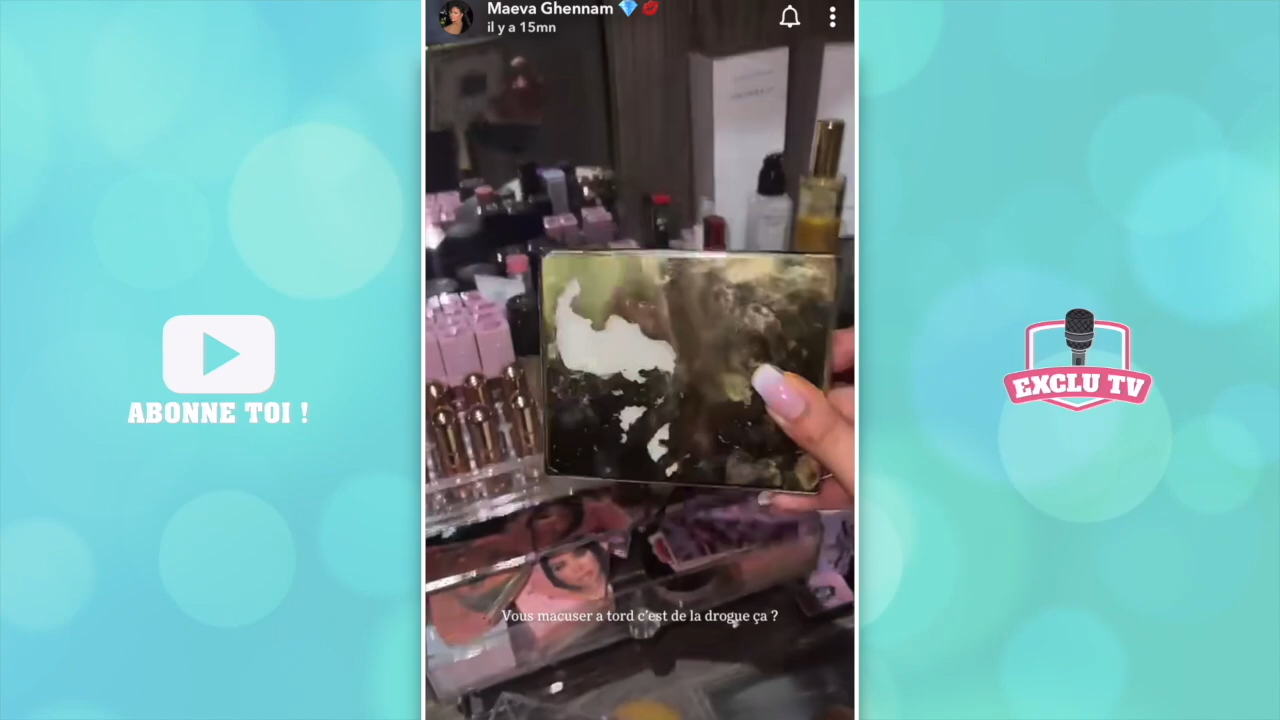 Maeva Ghennam 💎 💋
il y a 15mn
ABONNE TOI !
EXCLU TV
Vous macuser a tord c'est de la drogue ça ?